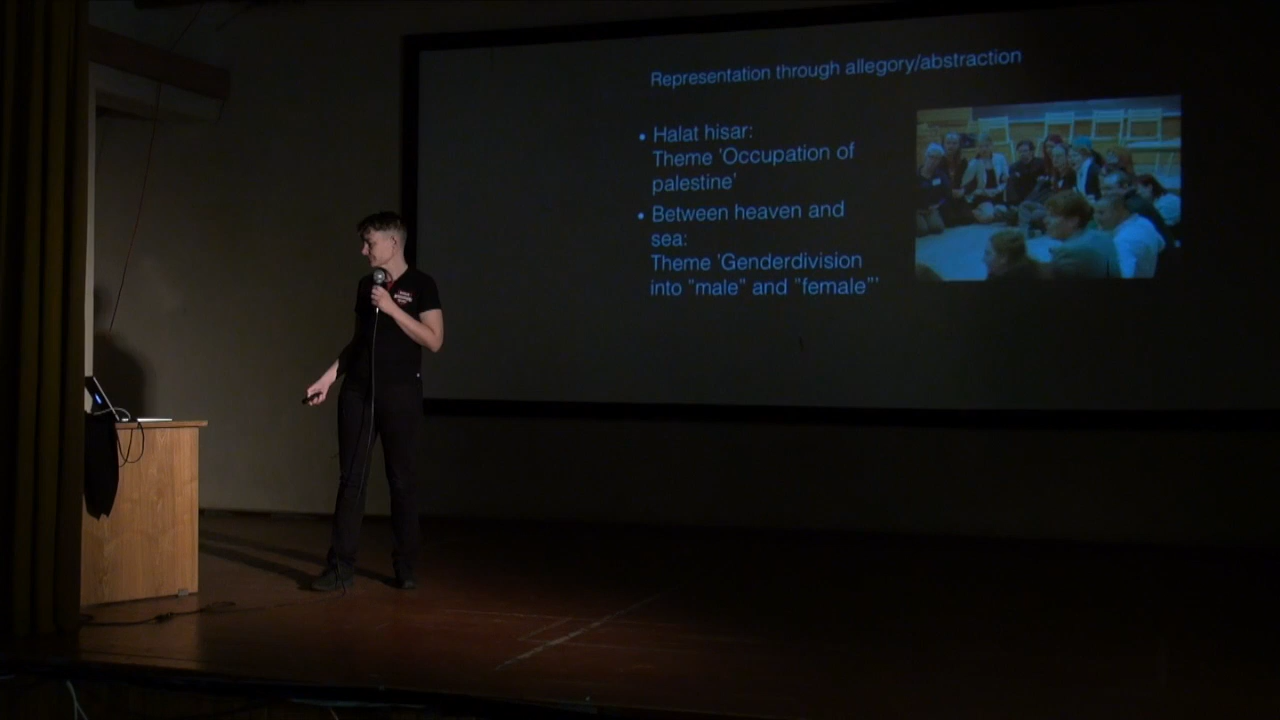 Representation through allegory/abstraction
• Halat hisar:
Theme 'Occupation of
palestine'
• Between heaven and
sea:
Theme 'Genderdivision
into "male" and "female"'